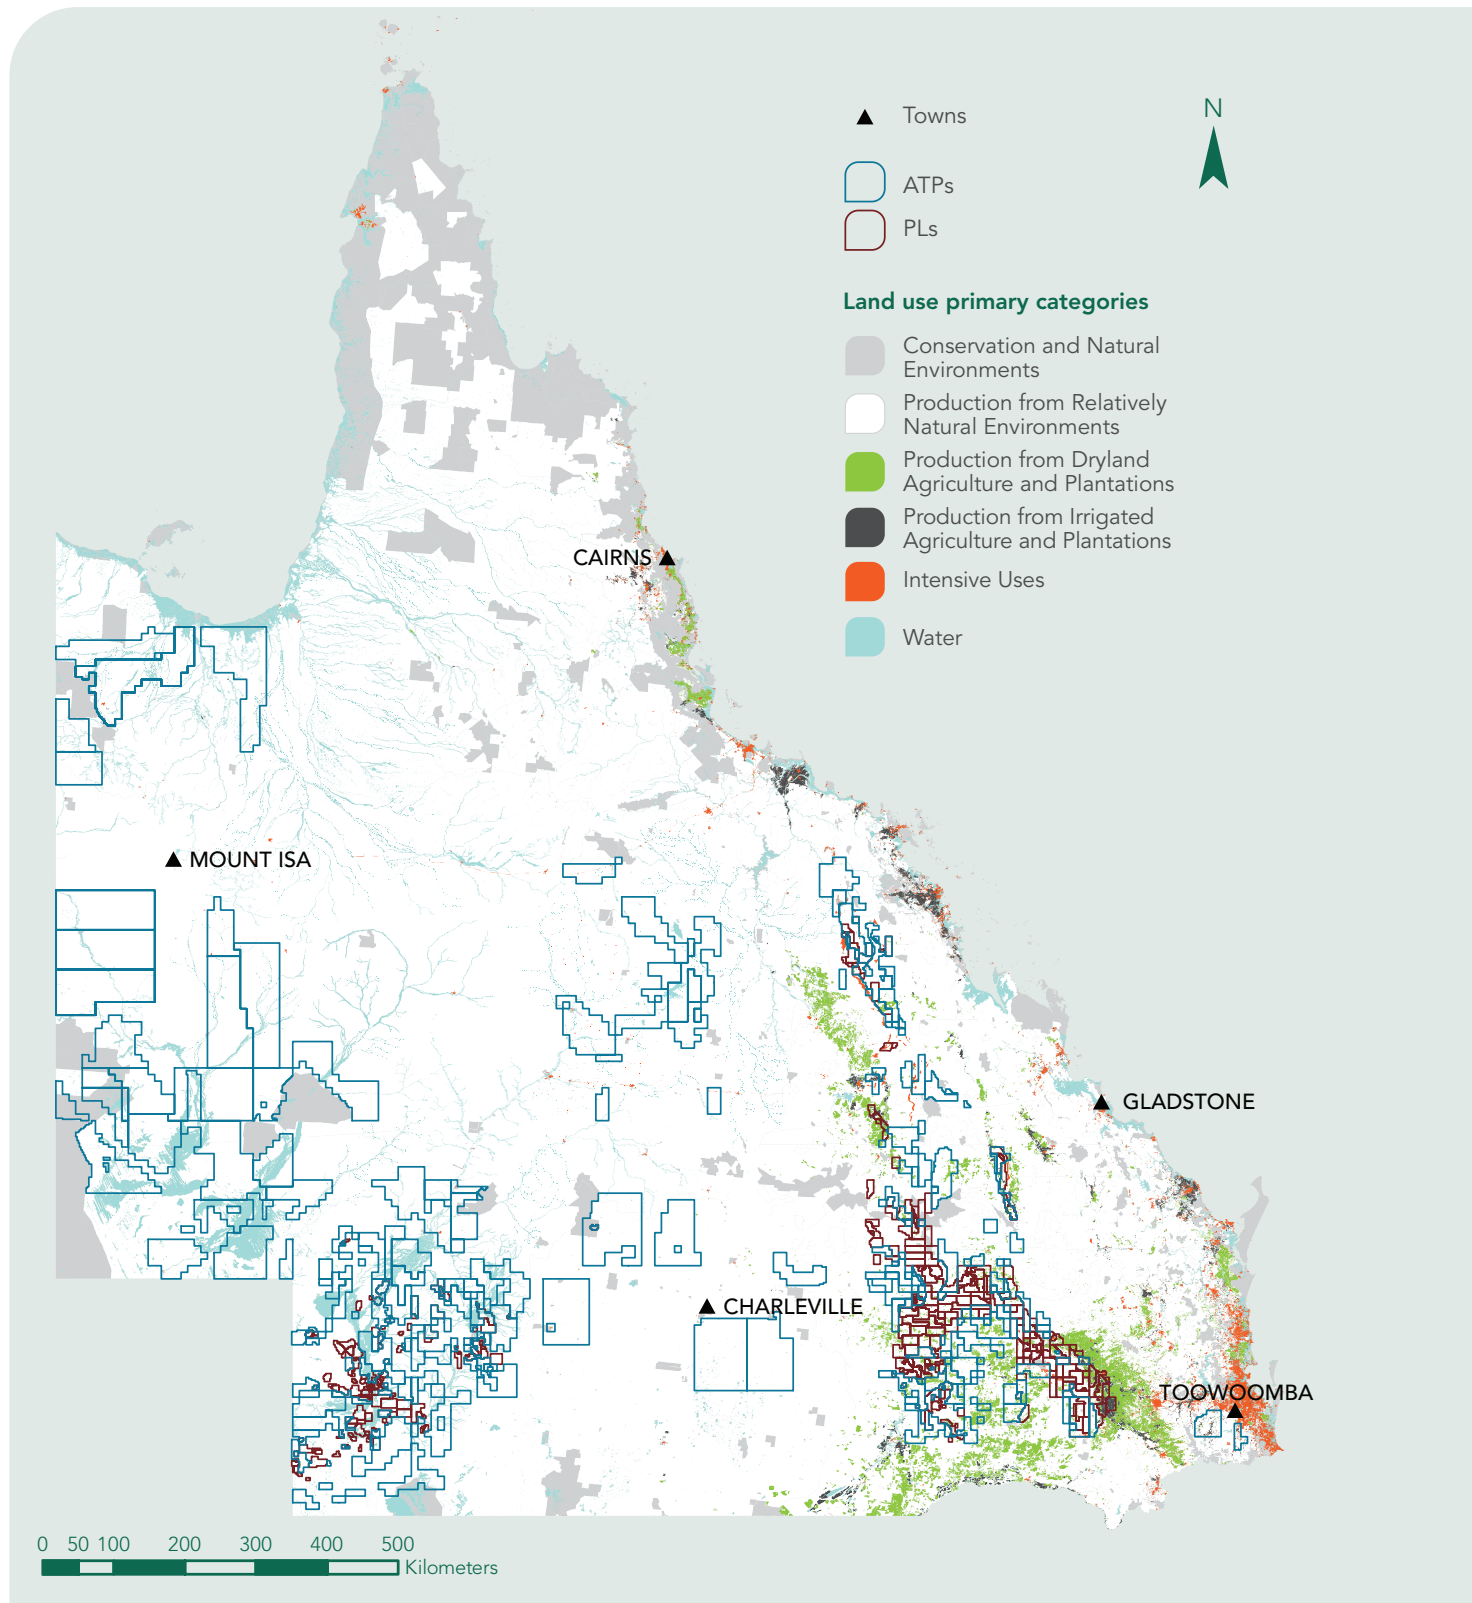 N
Towns
ATPs
PLs
Land use primary categories
Conservation and Natural
Environments
Production from Relatively
Natural Environments
Production from Dryland
Agriculture and Plantations
Production from Irrigated
Agriculture and Plantations
Intensive Uses
Water
CAIRNS
MOUNT ISA
GLADSTONE
CHARLEVILLE
TOOWOOMBA
0 50 100 200 300 400 500
Kilometers